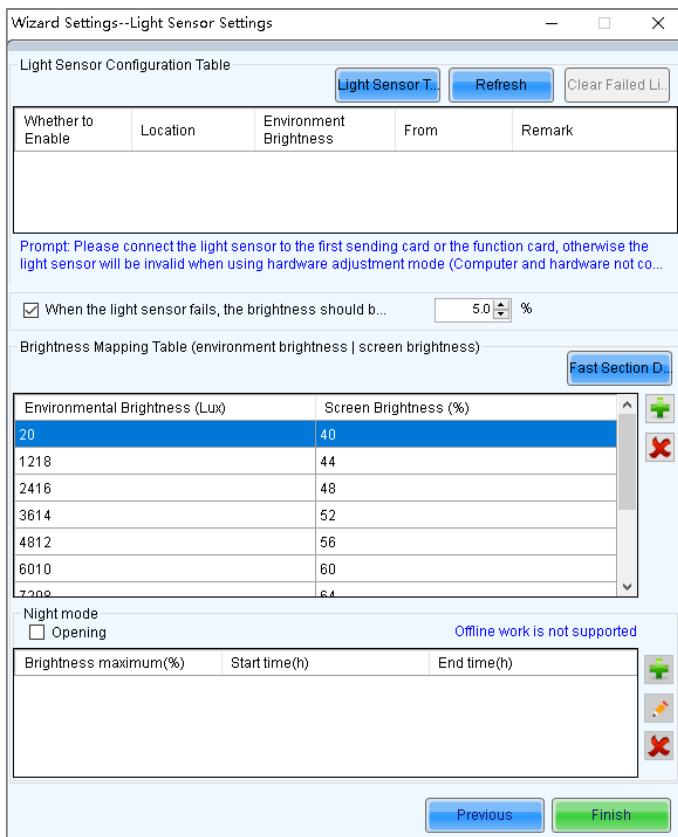 Wizard Settings--Light Sensor Settings
Light Sensor Configuration Table
Light Sensor T... Refresh Clear Failed Li..
Whether to Enable Location Environment Brightness From Remark
Prompt: Please connect the light sensor to the first sending card or the function card, otherwise the
light sensor will be invalid when using hardware adjustment mode (Computer and hardware not co...
When the light sensor fails, the brightness should b... 5.0 %
Brightness Mapping Table (environment brightness | screen brightness)
Fast Section D...
Environmental Brightness (Lux) Screen Brightness (%)
20 40
1218 44
2416 48
3614 52
4812 56
6010 60
7208 64
Night mode
Opening Offline work is not supported
Brightness maximum(%) Start time(h) End time(h)
Previous Finish